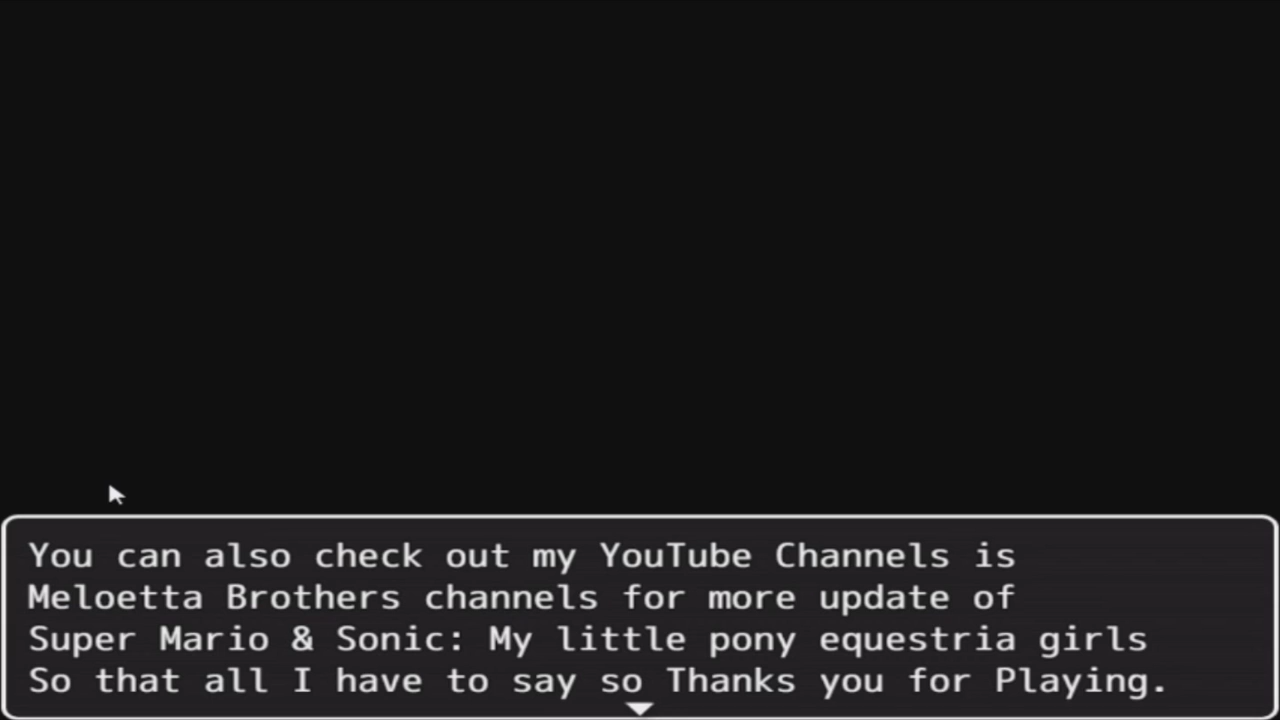 You can also check out my YouTube Channels is
Meloetta Brothers channels for more update of
Super Mario & Sonic: My little pony equestria girls
So that all I have to say so Thanks you for Playing.